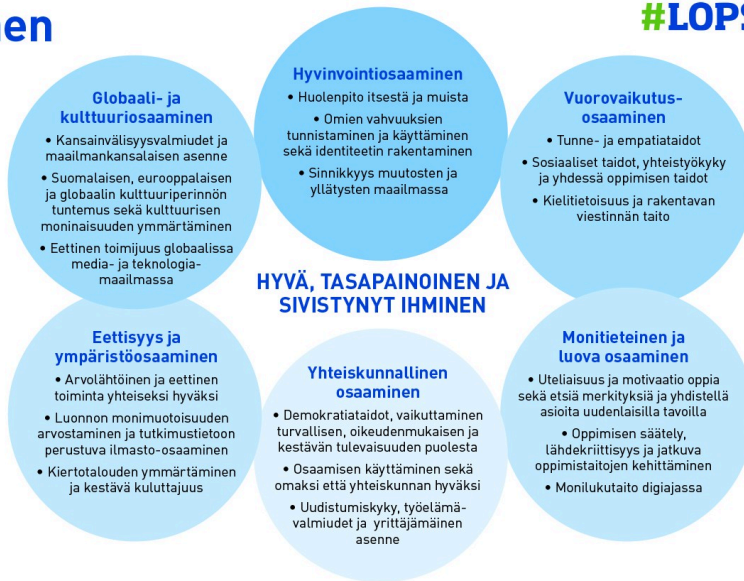 nen
#LOPS
Globaali- ja
kulttuuriosaaminen
• Kansainvälisyysvalmiudet ja
maailmankansalaisen asenne
• Suomalaisen, eurooppalaisen
ja globaalin kulttuuriperinnön
tuntemus sekä kulttuurisen
moninaisuuden ymmärtäminen
• Eettinen toimijuus globaalissa
media- ja teknologia-
maailmassa
Hyvinvointiosaaminen
• Huolenpito itsestä ja muista
• Omien vahvuuksien
tunnistaminen ja käyttäminen
sekä identiteetin rakentaminen
• Sinnikkyys muutosten ja
yllätysten maailmassa
Vuorovaikutus-
osaaminen
• Tunne- ja empatiataidot
• Sosiaaliset taidot, yhteistyökyky
ja yhdessä oppimisen taidot
• Kielitietoisuus ja rakentavan
viestinnän taito
HYVÄ, TASAPAINOINEN JA
SIVISTYNYT IHMINEN
Eettisyys ja
ympäristöosaaminen
• Arvolähtöinen ja eettinen
toiminta yhteiseksi hyväksi
• Luonnon monimuotoisuuden
arvostaminen ja tutkimustietoon
perustuva ilmasto-osaaminen
• Kiertotalouden ymmärtäminen
ja kestävä kuluttajuus
Yhteiskunnallinen
osaaminen
• Demokratiataidot, vaikuttaminen
turvallisen, oikeudenmukaisen ja
kestävän tulevaisuuden puolesta
• Osaamisen käyttäminen sekä
omaksi että yhteiskunnan hyväksi
• Uudistumiskyky, työelämä-
valmiudet ja yrittäjämäinen
asenne
Monitieteinen ja
luova osaaminen
• Uteliaisuus ja motivaatio oppia
sekä etsiä merkityksiä ja yhdistellä
asioita uudenlaisilla tavoilla
• Oppimisen säätely,
lähdekriittisyys ja jatkuva
oppimistaitojen kehittäminen
• Monilukutaito digiajassa